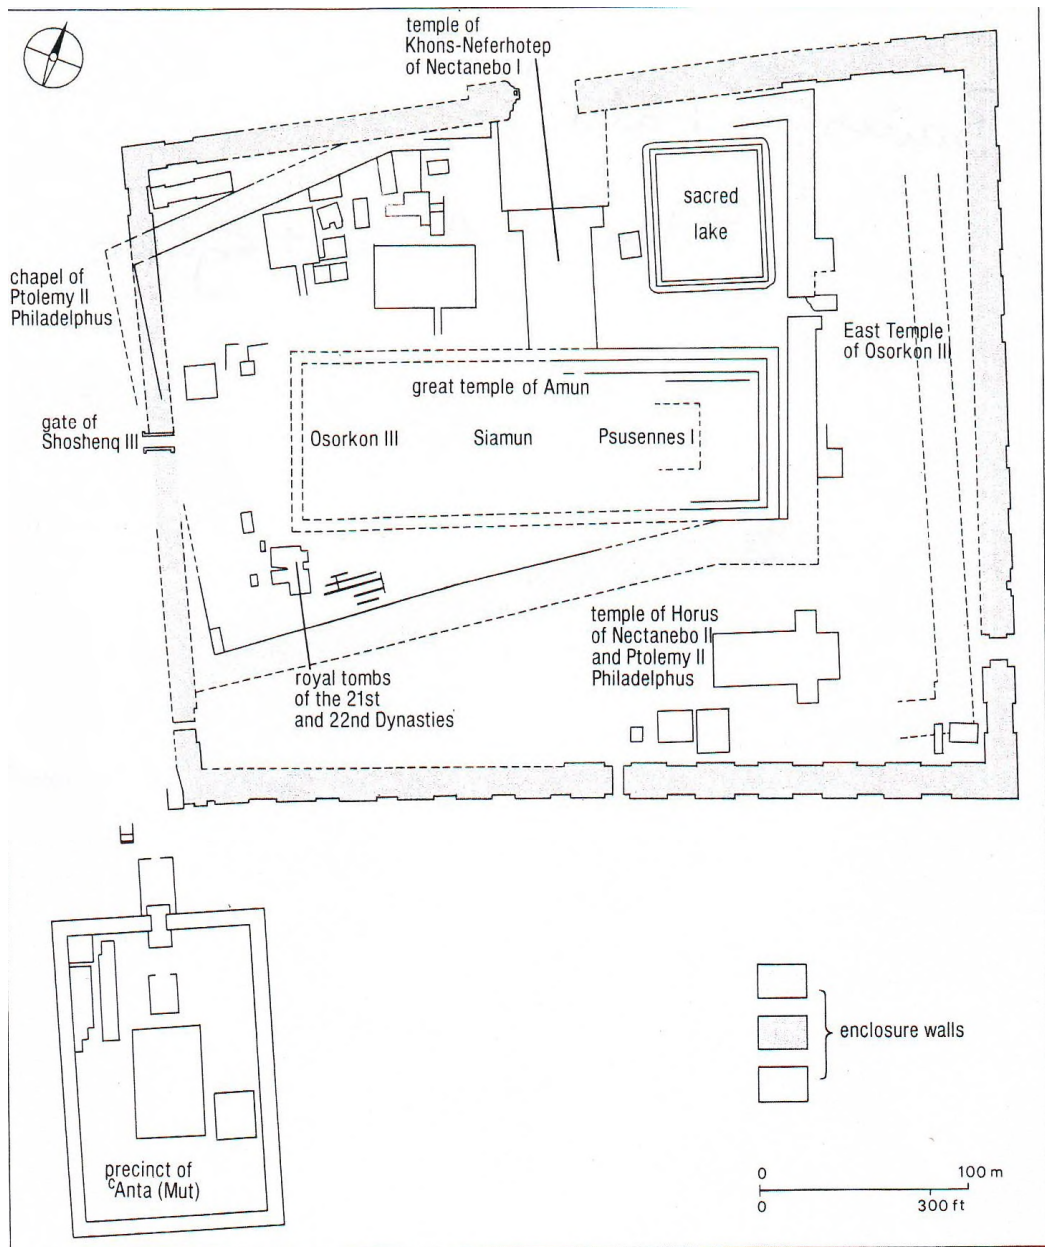 temple of
Khons-Neferhotep
of Nectanebo I
sacred
lake
chapel of
Ptolemy II
Philadelphus
East Temple
of Osorkon III
great temple of Amun
gate of
Shoshenq III
Osorkon III Siamun Psusennes I
temple of Horus
of Nectanebo II
and Ptolemy II
Philadelphus
royal tombs
of the 21st
and 22nd Dynasties
enclosure walls
precinct of
ᶜAnta (Mut)
0 100 m
0 300 ft